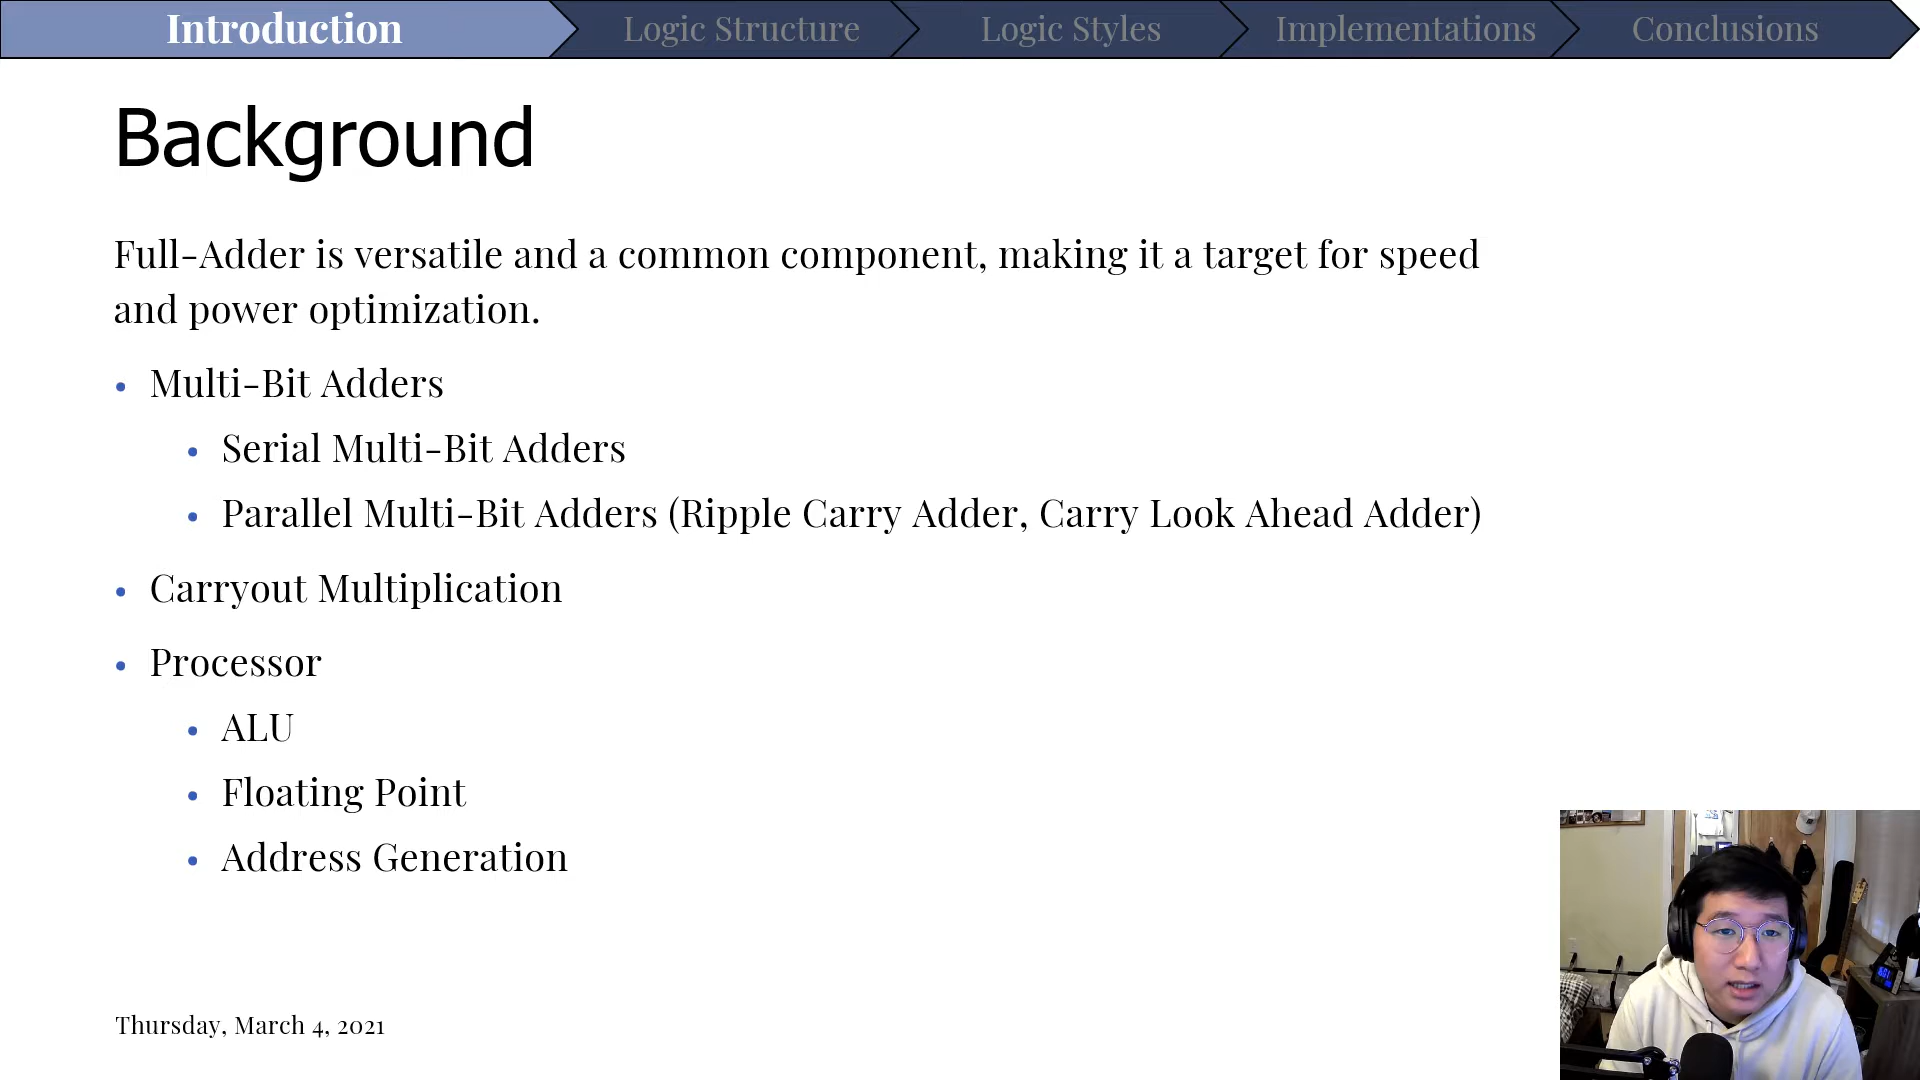 Introduction
Logic Structure
Logic Styles
Implementations
Conclusions
Background
Full-Adder is versatile and a common component, making it a target for speed
and power optimization.
• Multi-Bit Adders
• Serial Multi-Bit Adders
• Parallel Multi-Bit Adders (Ripple Carry Adder, Carry Look Ahead Adder)
• Carryout Multiplication
• Processor
• ALU
• Floating Point
• Address Generation
Thursday, March 4, 2021